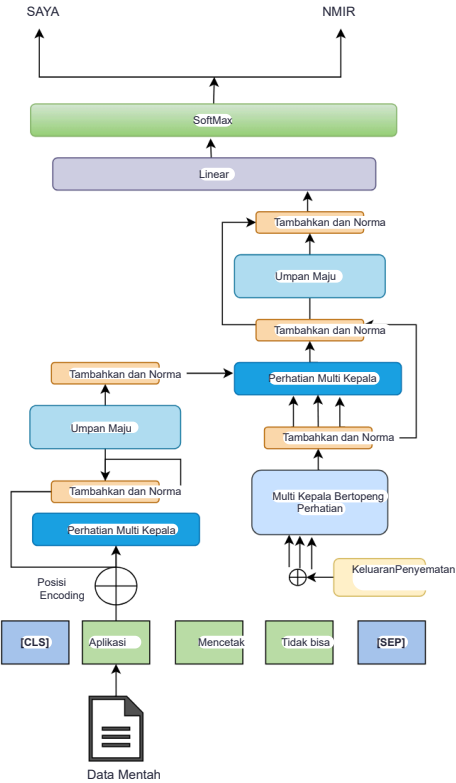 SAYA
NMIR
SoftMax
Linear
Tambahkan dan Norma
Umpan Maju
Tambahkan dan Norma
Perhatian Multi Kepala
Tambahkan dan Norma
Umpan Maju
Tambahkan dan Norma
Tambahkan dan Norma
Multi Kepala Bertopeng
Perhatian
Perhatian Multi Kepala
KeluaranPenyematan
Posisi
Encoding
[CLS]
Aplikasi
Mencetak
Tidak bisa
[SEP]
Data Mentah